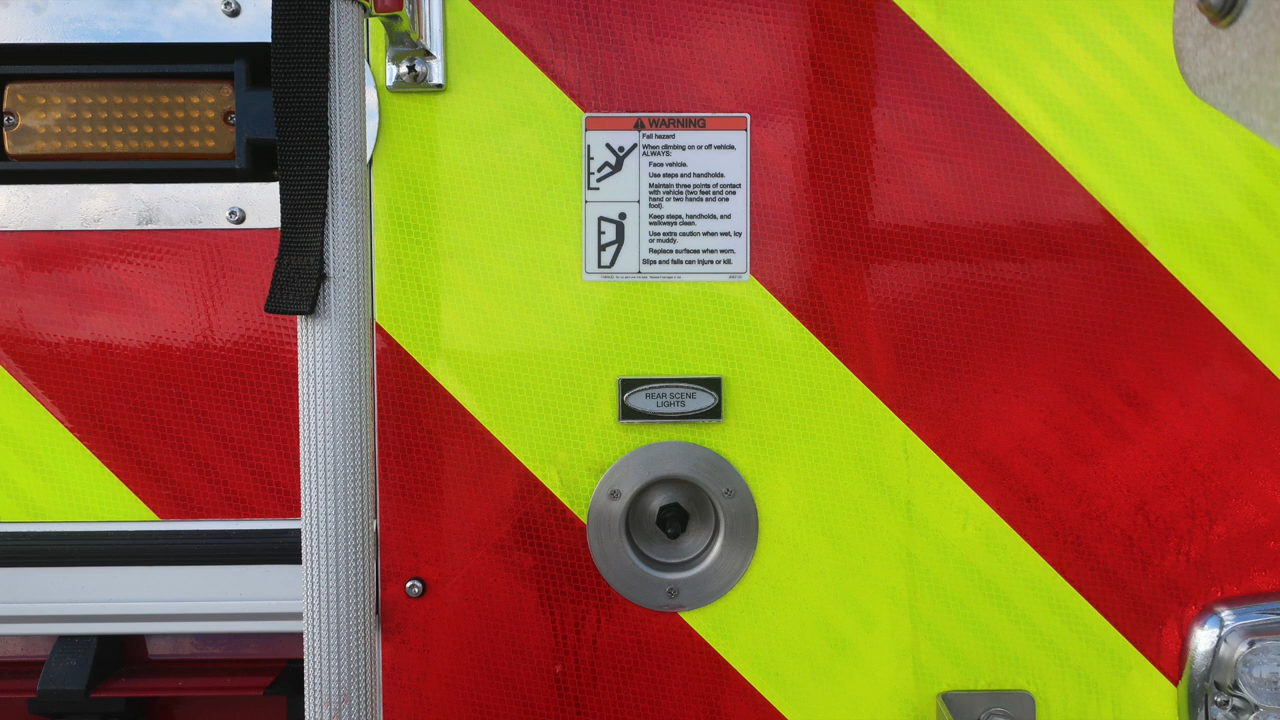 WARNING
Fall hazard
When climbing on or off vehicle,
ALWAYS:
Face vehicle.
Use steps and handholds.
Maintain three points of contact
with vehicle (two feet and one
hand or two hands and one
foot).
Keep steps, handholds, and
walkways clean.
Use extra caution when wet, icy
or muddy.
Replace surfaces when worn.
Slips and falls can injure or kill.
REAR SCENE
LIGHTS